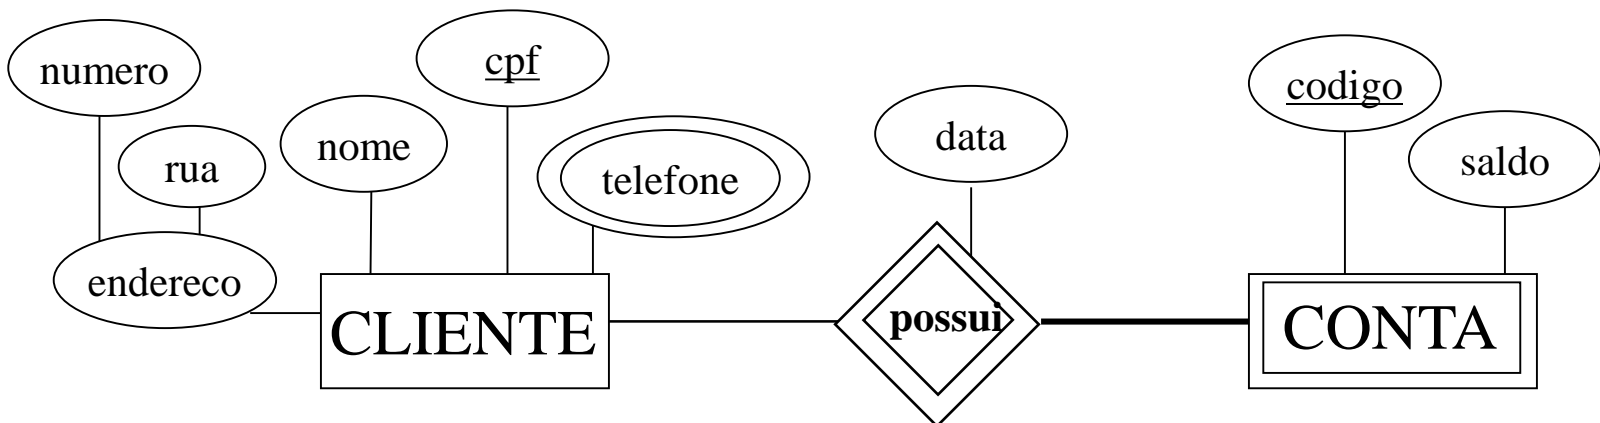 numero
cpf
codigo
rua
nome
data
saldo
telefone
endereco
CLIENTE
possui
CONTA